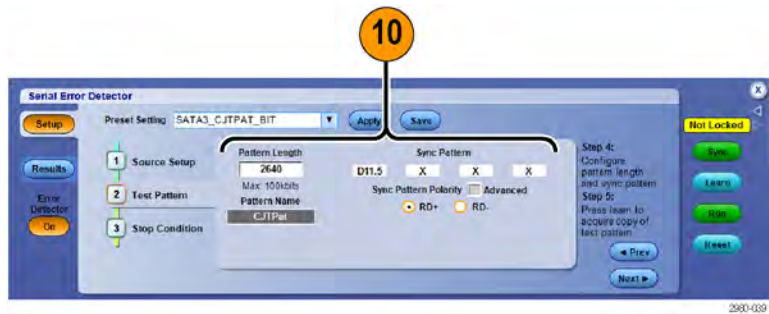 10
Serial Error Detector
X
Setup
Preset Setting SATA3_CJTPAT_BIT Apply Save
Not Locked
Results
Error
Detector
On
1 Source Setup
2 Test Pattern
3 Stop Condition
Pattern Length
2640
Max: 100kbits
Pattern Name
CJTPat
Sync Pattern
D11.5 X X X
Sync Pattern Polarity Advanced
RD+ RD-
Step 4:
Configure
pattern length
and sync pattern
Step 5:
Press learn to
acquire copy of
test pattern
Prev
Next
Sync
Learn
Run
Reset
2980-039